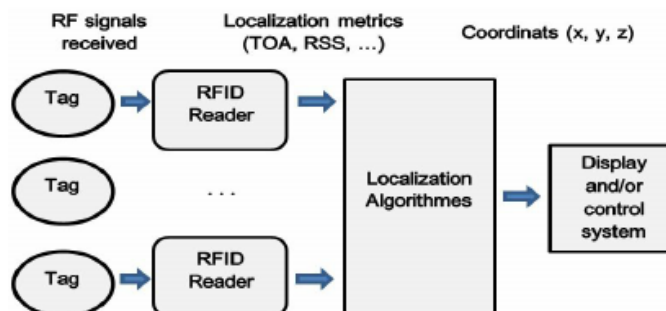 RF signals
received
Localization metrics
(TOA, RSS, ...)
Coordinats (x, y, z)
Tag
RFID
Reader
Tag
. . .
Localization
Algorithmes
Display
and/or
control
system
Tag
RFID
Reader